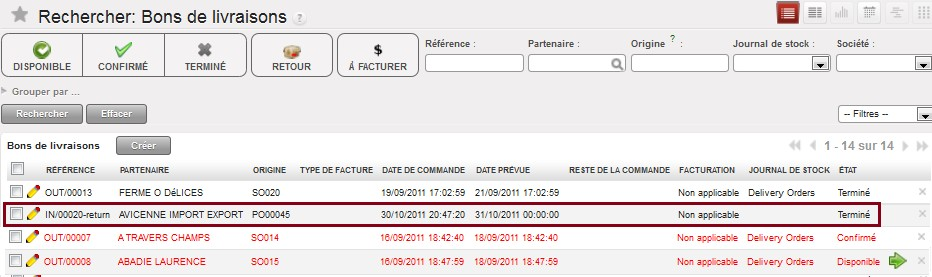 Rechercher: Bons de livraisons ?
DISPONIBLE CONFIRMÉ TERMINÉ RETOUR $ Á FACTURER
Référence : Partenaire : Origine ? : Journal de stock : Société :
Grouper par ...
Rechercher Effacer -- Filtres --
Bons de livraisons Créer 1 - 14 sur 14
RÉFÉRENCE PARTENAIRE ORIGINE TYPE DE FACTURE DATE DE COMMANDE DATE PRÉVUE RESTE DE LA COMMANDE FACTURATION JOURNAL DE STOCK ÉTAT
OUT/00013 FERME O DéLICES SO020 19/09/2011 17:02:59 21/09/2011 17:02:59 Non applicable Delivery Orders Terminé
IN/00020-return AVICENNE IMPORT EXPORT PO00045 30/10/2011 20:47:20 31/10/2011 00:00:00 Non applicable Terminé
OUT/00007 A TRAVERS CHAMPS SO014 16/09/2011 18:42:40 18/09/2011 18:42:40 Non applicable Delivery Orders Confirmé
OUT/00008 ABADIE LAURENCE SO015 16/09/2011 18:47:59 18/09/2011 18:47:59 Non applicable Delivery Orders Disponible